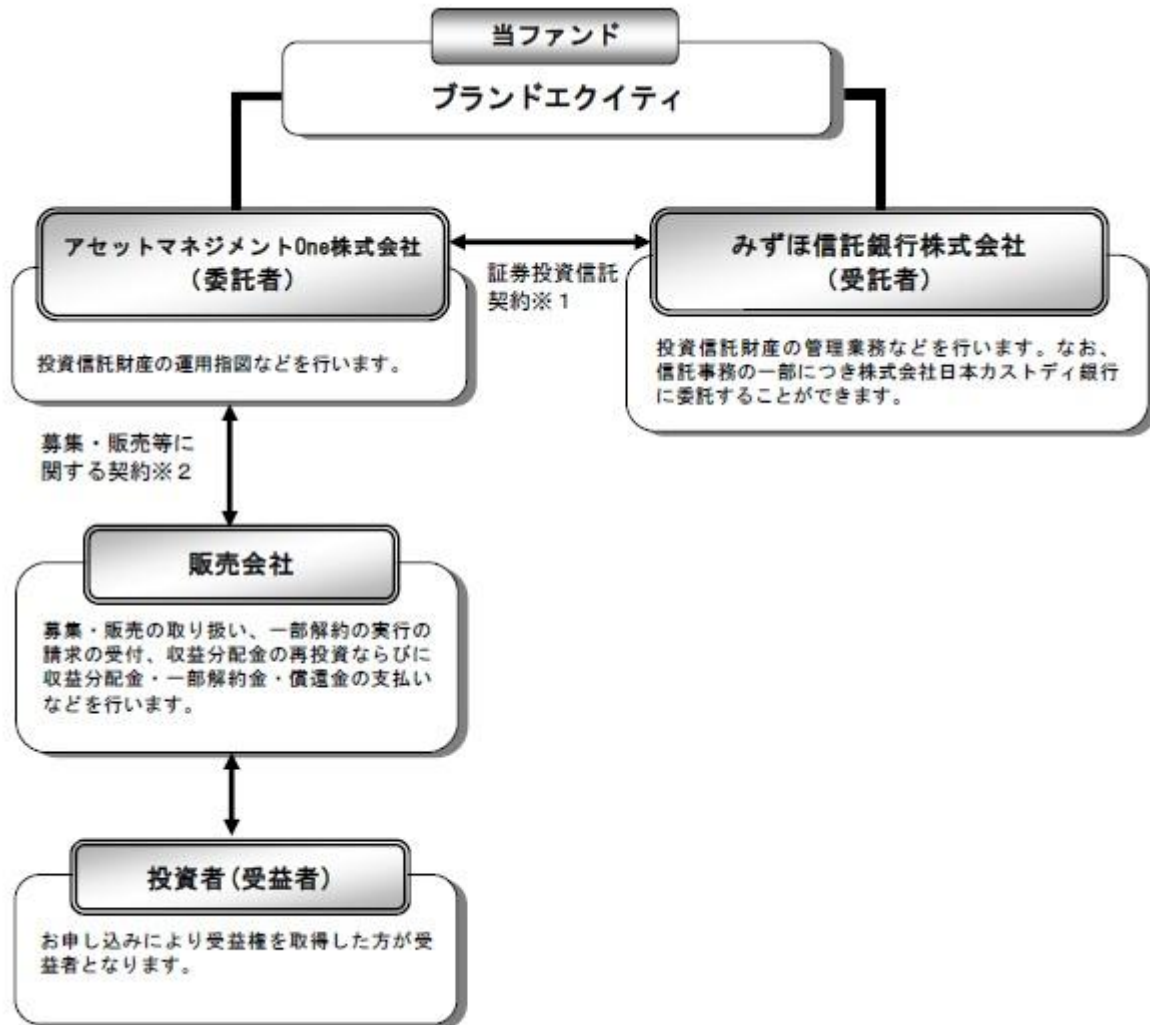 当ファンド
ブランドエクイティ
アセットマネジメントOne株式会社
(委託者)
投資信託財産の運用指図などを行います。
証券投資信託
契約※1
みずほ信託銀行株式会社
(受託者)
投資信託財産の管理業務などを行います。なお、
信託事務の一部につき株式会社日本カストディ銀行
に委託することができます。
募集・販売等に
関する契約※2
販売会社
募集・販売の取り扱い、一部解約の実行の
請求の受付、収益分配金の再投資ならびに
収益分配金・一部解約金・償還金の支払い
などを行います。
投資者(受益者)
お申し込みにより受益権を取得した方が受
益者となります。